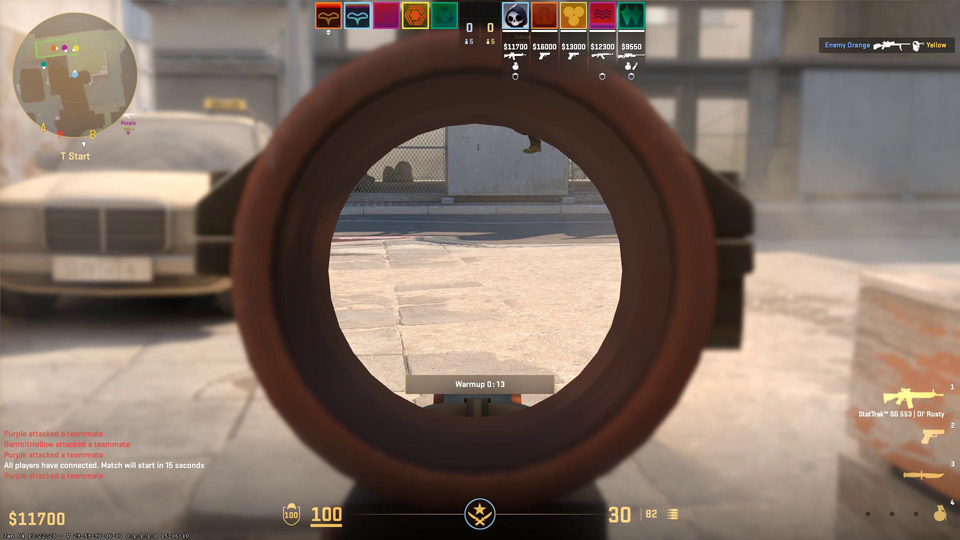 0 0
5 5
$11700 $16000 $13000 $12300 $9550
Enemy Orange Yellow
A
B
Purple
T Start
Warmup 0:13
1
StatTrak™ SG 553 | Ol' Rusty
2
3
4
Purple attacked a teammate
GambitHollow attacked a teammate
Purple attacked a teammate
All players have connected. Match will start in 15 seconds
Purple attacked a teammate
$11700
100 100
30 | 82